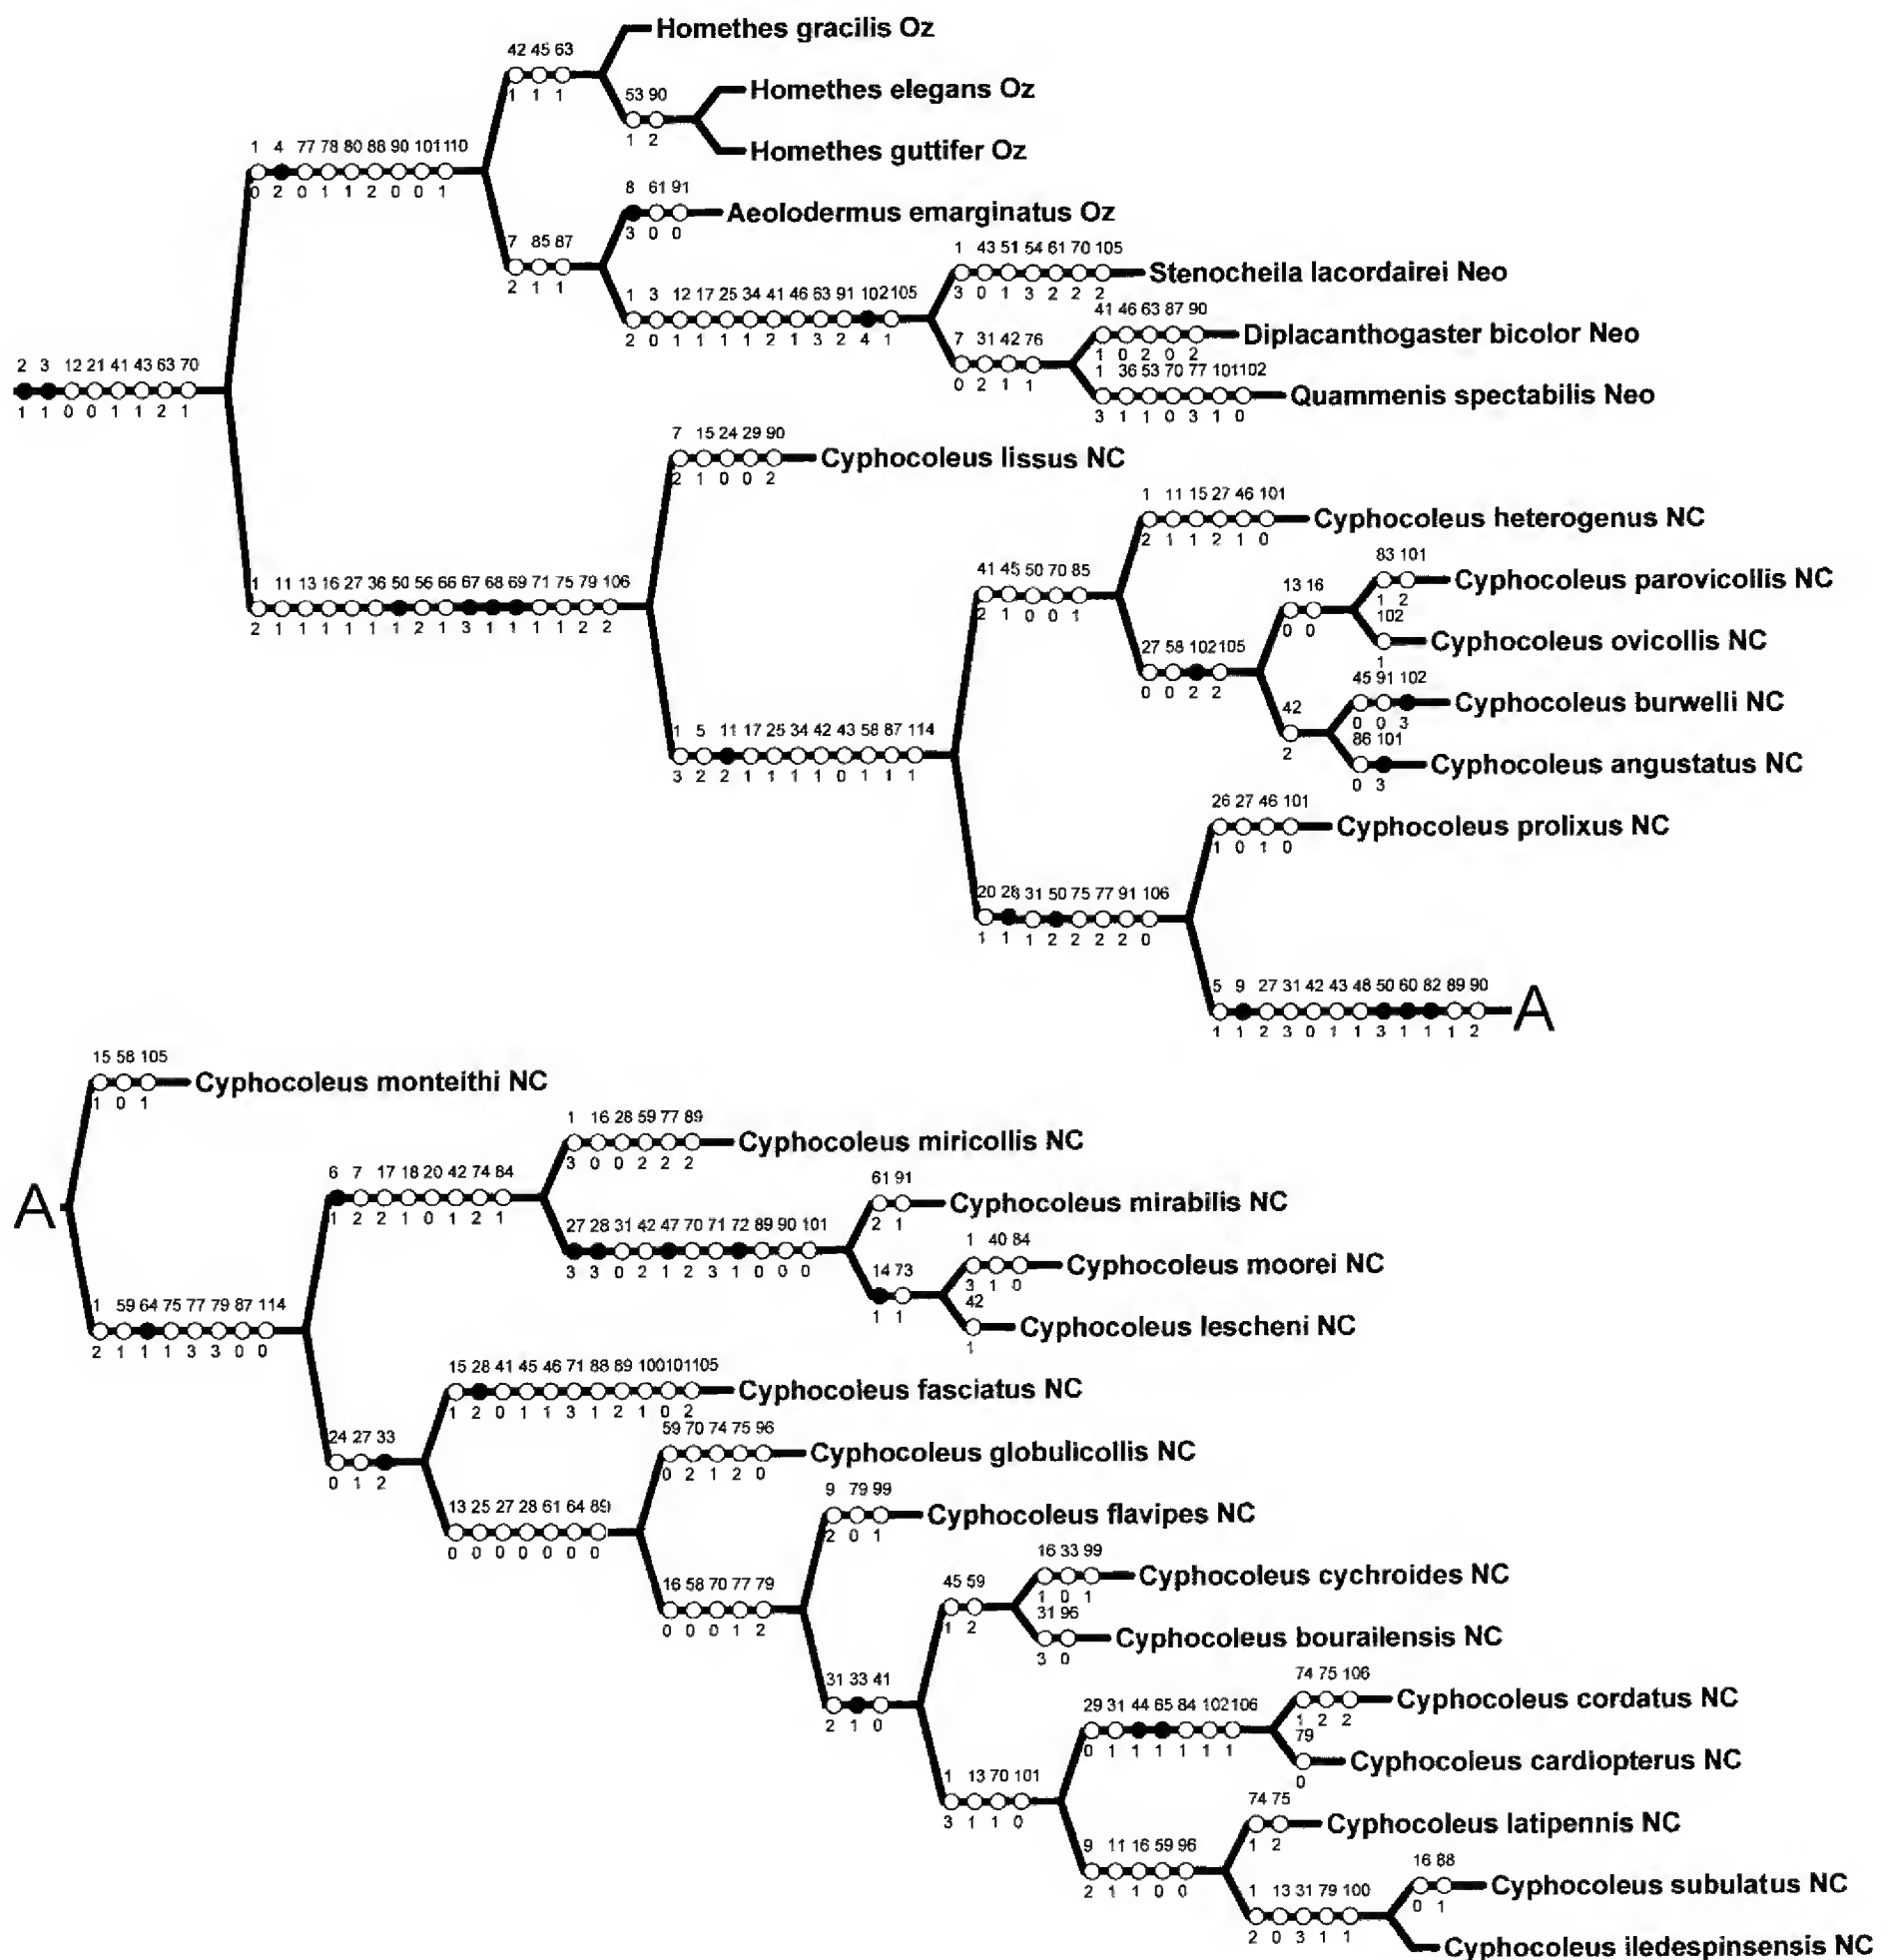 Homethes gracilis Oz
42 45 63
1 1 1
Homethes elegans Oz
53 90
1 2
Homethes guttifer Oz
1 4 77 78 80 88 90 101 110
0 2 0 1 1 2 0 0 1
8 61 91
Aeolodermus emarginatus Oz
3 0 0
7 85 87
2 1 1
1 43 51 54 61 70 105
Stenocheila lacordairei Neo
3 0 1 3 2 2 2
1 3 12 17 25 34 41 46 63 91 102 105
2 0 1 1 1 1 2 1 3 2 4 1
41 46 63 87 90
Diplacanthogaster bicolor Neo
1 0 2 0 2
7 31 42 76
0 2 1 1
1 36 53 70 77 101 102
Quammenis spectabilis Neo
3 1 1 0 3 1 0
2 3 12 21 41 43 63 70
1 1 0 0 1 1 2 1
7 15 24 29 90
Cyphocoleus lissus NC
2 1 0 0 2
1 11 15 27 46 101
Cyphocoleus heterogenus NC
2 1 1 2 1 0
1 11 13 16 27 36 50 56 66 67 68 69 71 75 79 106
2 1 1 1 1 1 1 2 1 3 1 1 1 1 2 2
41 45 50 70 85
2 1 0 0 1
83 101
Cyphocoleus parovicollis NC
1 2
13 16
0 0
102
Cyphocoleus ovicollis NC
1
27 58 102 105
0 0 2 2
45 91 102
Cyphocoleus burwelli NC
0 0 3
42
2
86 101
Cyphocoleus angustatus NC
0 3
1 5 11 17 25 34 42 43 58 87 114
3 2 2 1 1 1 1 0 1 1 1
26 27 46 101
Cyphocoleus prolixus NC
1 0 1 0
20 28 31 50 75 77 91 106
1 1 1 2 2 2 2 0
5 9 27 31 42 43 48 50 60 82 89 90
A
1 1 2 3 0 1 1 3 1 1 1 2
15 58 105
Cyphocoleus monteithi NC
1 0 1
1 16 28 59 77 89
Cyphocoleus miricollis NC
3 0 0 2 2 2
A
6 7 17 18 20 42 74 84
1 2 2 1 0 1 2 1
61 91
Cyphocoleus mirabilis NC
2 1
27 28 31 42 47 70 71 72 89 90 101
3 3 0 2 1 2 3 1 0 0 0
1 40 84
Cyphocoleus moorei NC
3 1 0
14 73
1 1
42
Cyphocoleus lescheni NC
1
1 59 64 75 77 79 87 114
2 1 1 1 3 3 0 0
15 28 41 45 46 71 88 89 100 101 105
Cyphocoleus fasciatus NC
1 2 0 1 1 3 1 2 1 0 2
24 27 33
0 1 2
59 70 74 75 96
Cyphocoleus globulicollis NC
0 2 1 2 0
13 25 27 28 61 64 89
0 0 0 0 0 0 0
9 79 99
Cyphocoleus flavipes NC
2 0 1
16 58 70 77 79
0 0 0 1 2
16 33 99
Cyphocoleus cychroides NC
1 0 1
45 59
1 2
31 96
Cyphocoleus bourailensis NC
3 0
31 33 41
2 1 0
74 75 106
Cyphocoleus cordatus NC
1 2 2
29 31 44 65 84 102 106
0 1 1 1 1 1 1
79
Cyphocoleus cardiopterus NC
0
1 13 70 101
3 1 1 0
74 75
Cyphocoleus latipennis NC
1 2
9 11 16 59 96
2 1 1 0 0
16 88
Cyphocoleus subulatus NC
0 1
1 13 31 79 100
2 0 3 1 1
Cyphocoleus iledespinsensis NC